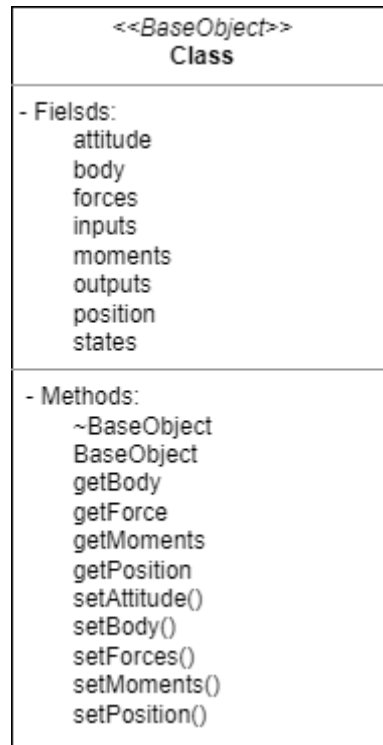 <<BaseObject>>
Class
- Fielsds:
attitude
body
forces
inputs
moments
outputs
position
states
- Methods:
~BaseObject
BaseObject
getBody
getForce
getMoments
getPosition
setAttitude()
setBody()
setForces()
setMoments()
setPosition()